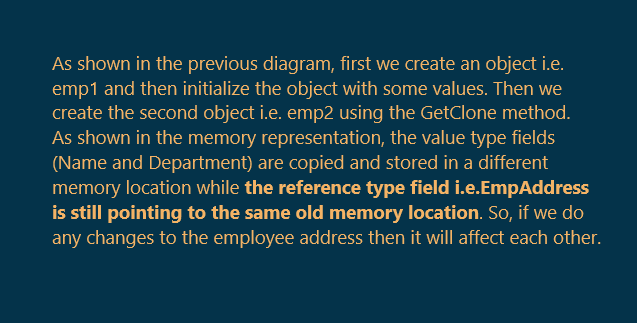 As shown in the previous diagram, first we create an object i.e.
emp1 and then initialize the object with some values. Then we
create the second object i.e. emp2 using the GetClone method.
As shown in the memory representation, the value type fields
(Name and Department) are copied and stored in a different
memory location while the reference type field i.e.EmpAddress
is still pointing to the same old memory location. So, if we do
any changes to the employee address then it will affect each other.